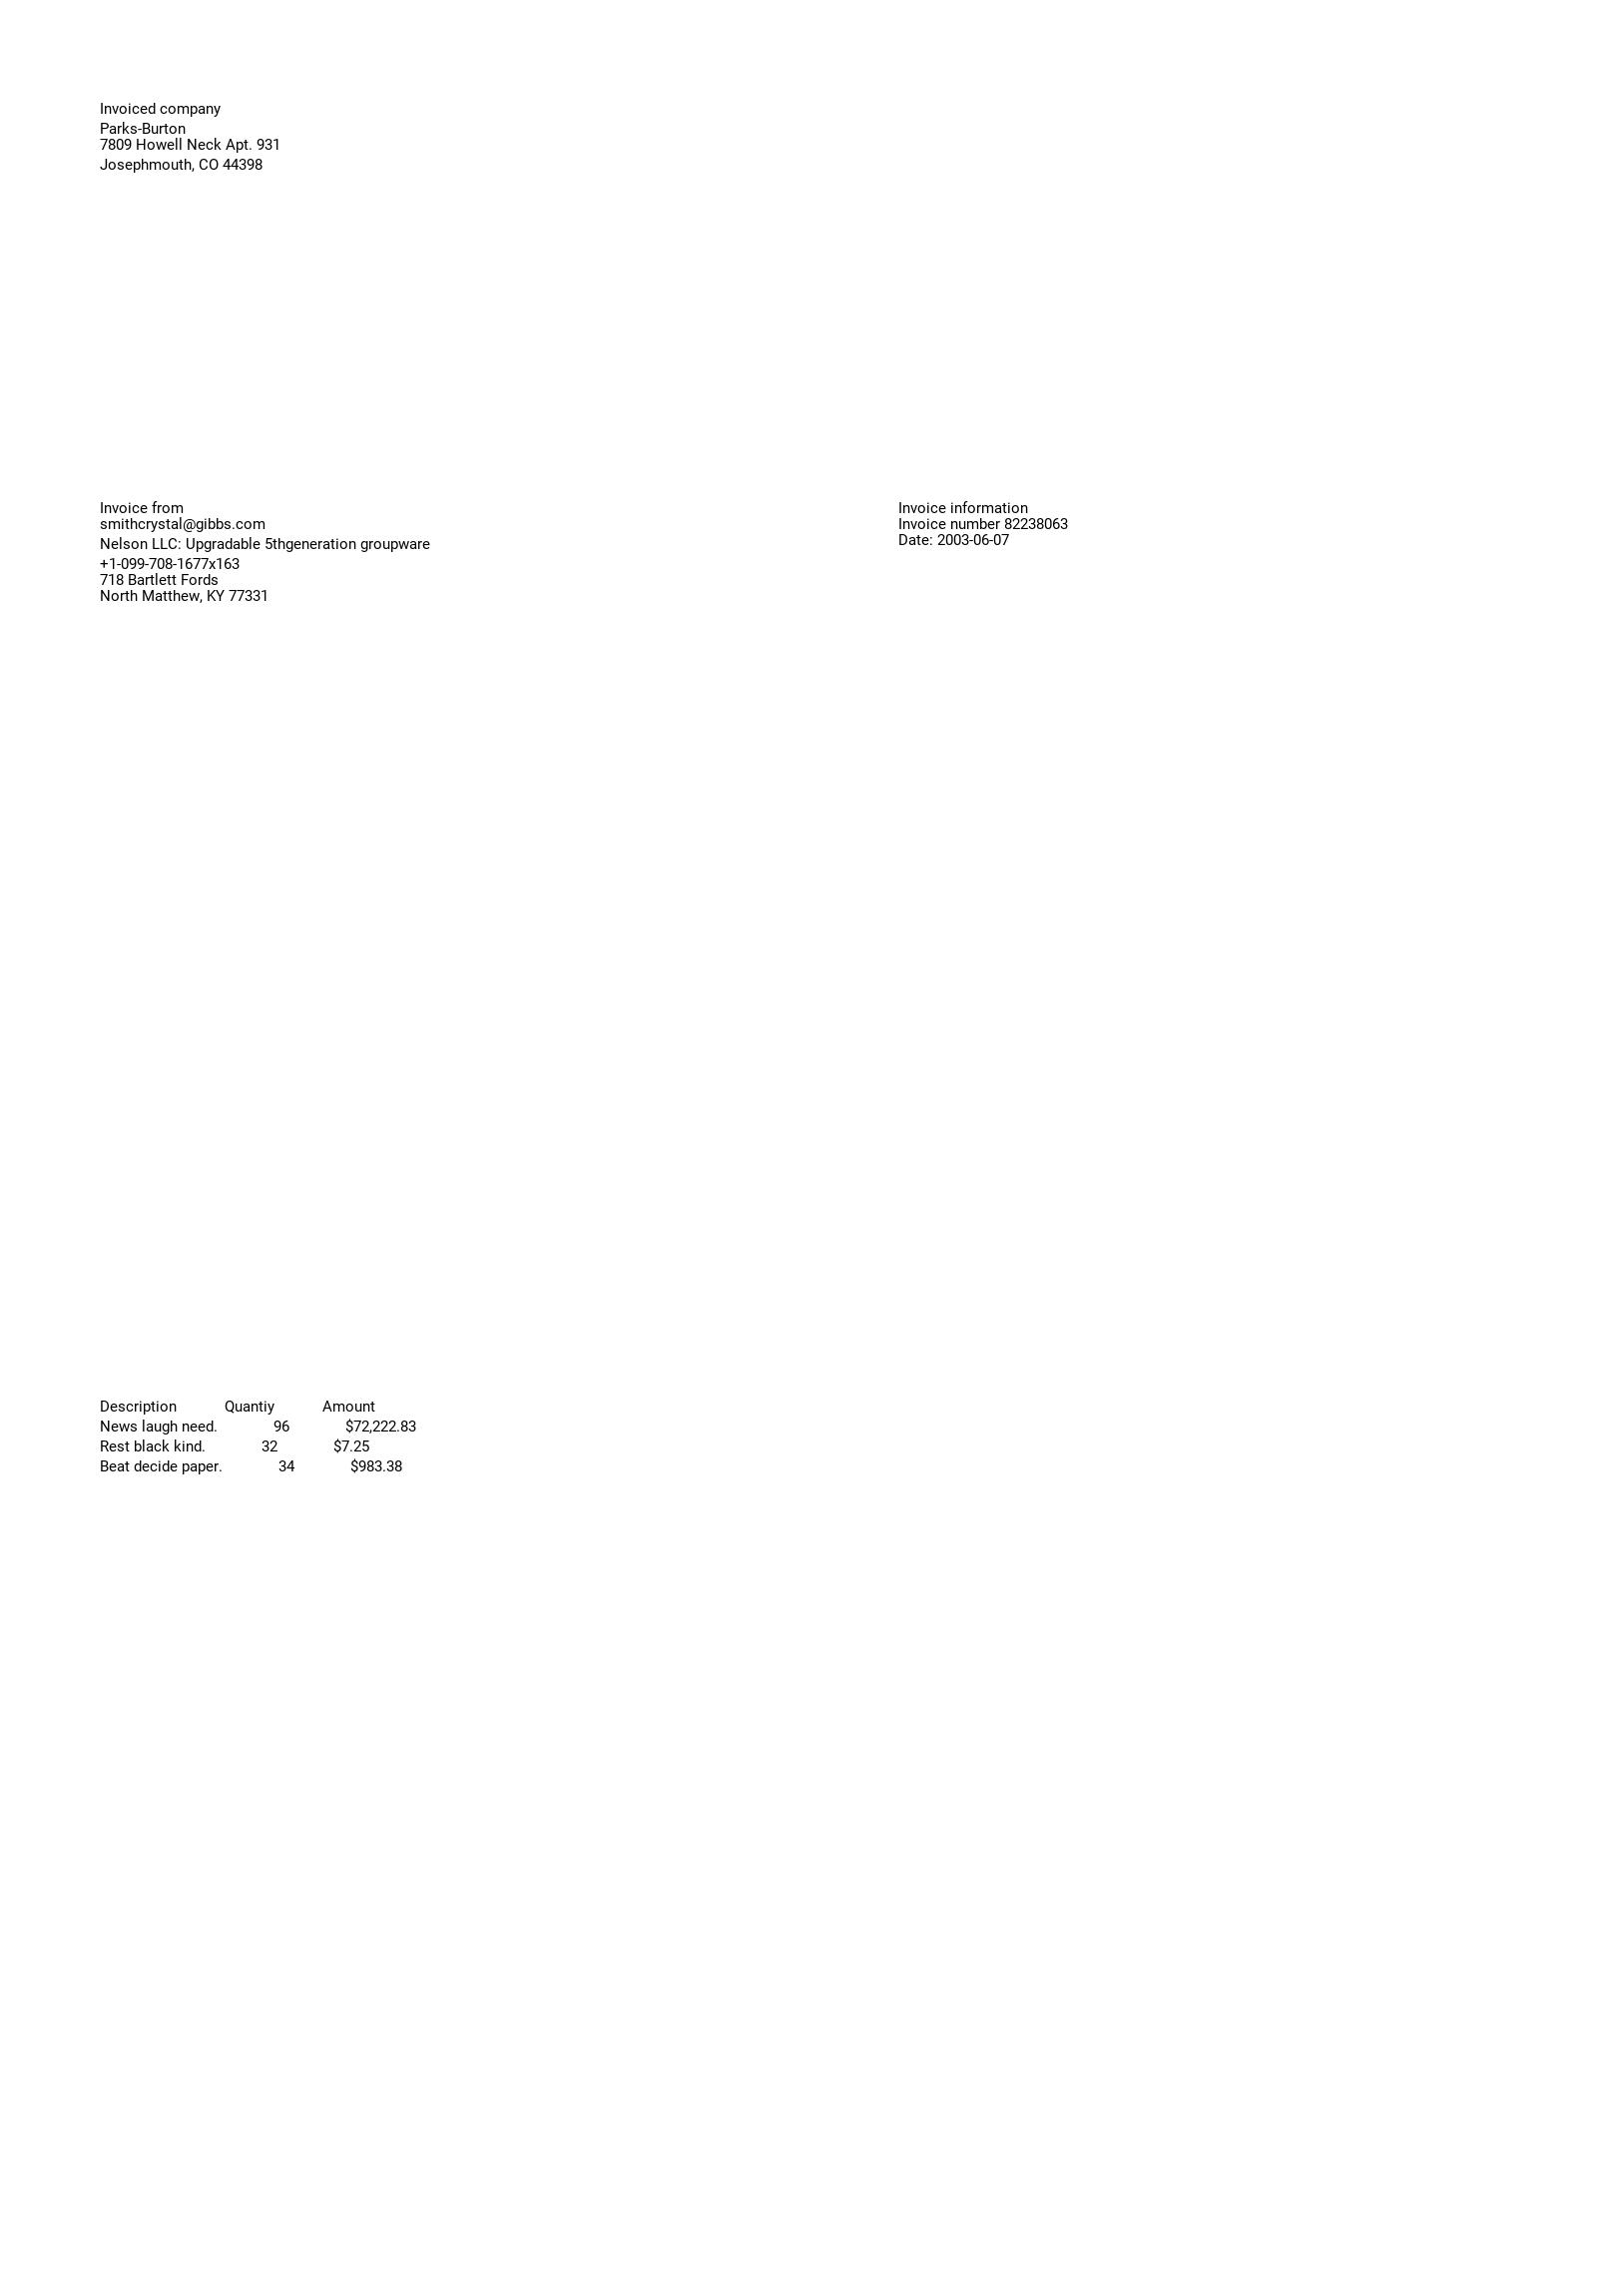 Invoiced company
Parks-Burton
7809 Howell Neck Apt. 931
Josephmouth, CO 44398
Invoice from
smithcrystal@gibbs.com
Nelson LLC: Upgradable 5thgeneration groupware
+1-099-708-1677x163
718 Bartlett Fords
North Matthew, KY 77331
Invoice information
Invoice number 82238063
Date: 2003-06-07
Description Quantiy Amount
News laugh need. 96 $72,222.83
Rest black kind. 32 $7.25
Beat decide paper. 34 $983.38